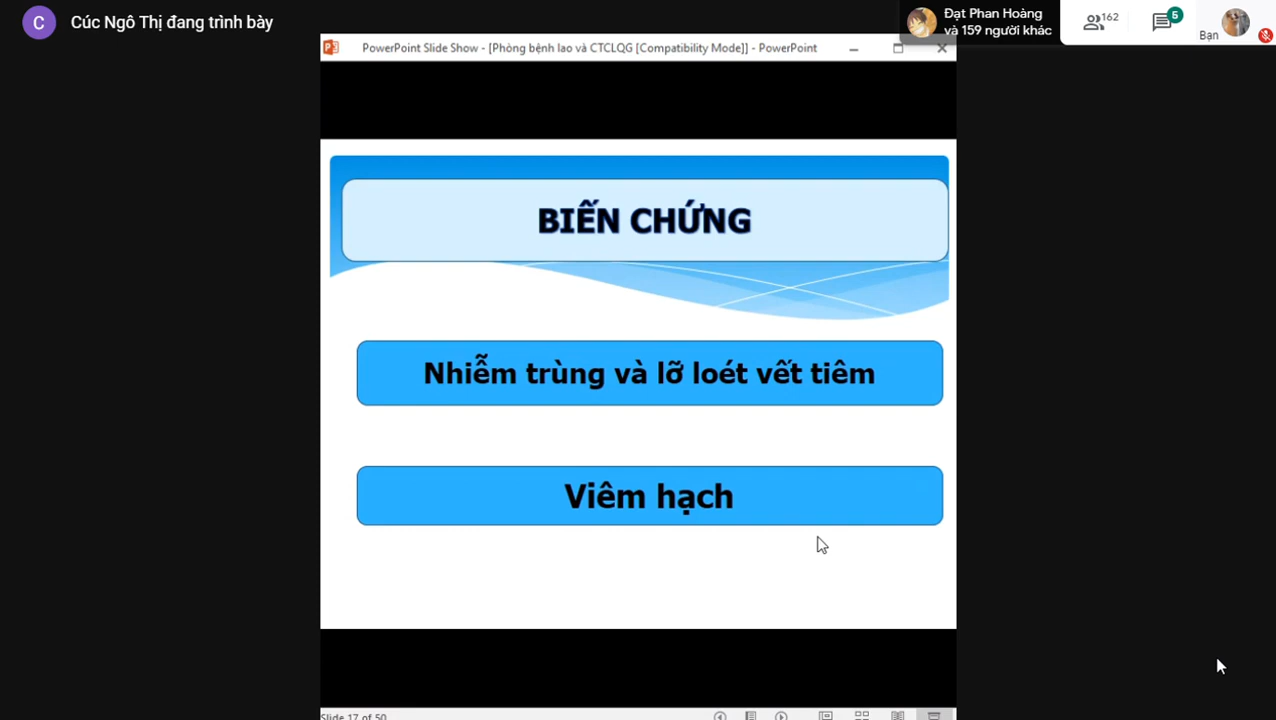 C
Cúc Ngô Thị đang trình bày
Đạt Phan Hoàng
và 159 người khác
162
5
Bạn
PowerPoint Slide Show - [Phòng bệnh lao và CTCLQG [Compatibility Mode]] - PowerPoint
BIẾN CHỨNG
Nhiễm trùng và lỡ loét vết tiêm
Viêm hạch
Slide 17 of 50